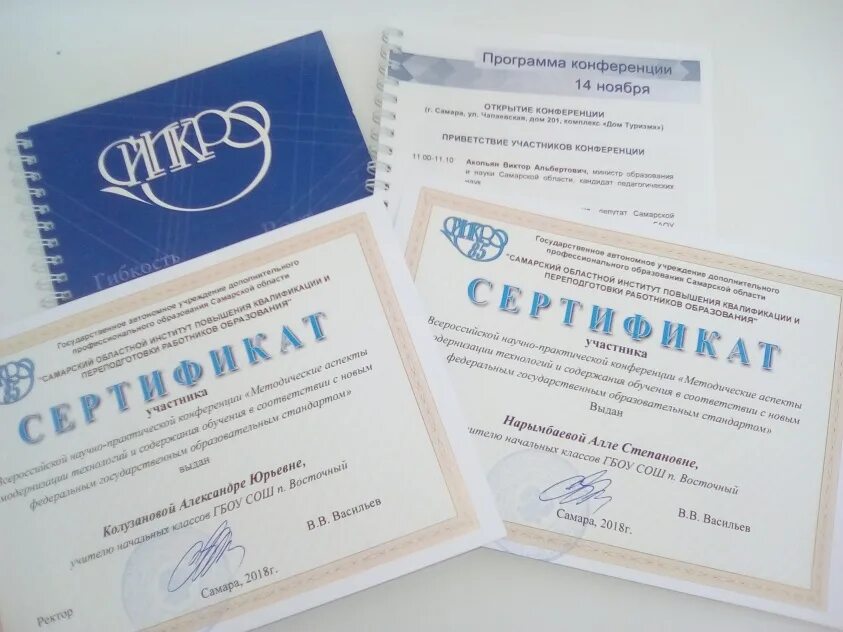 СИПКРО
Гибкость
Программа конференции
14 ноября
ОТКРЫТИЕ КОНФЕРЕНЦИИ
(г. Самара, ул. Чапаевская, дом 201, комплекс «Дом Туризма»)
ПРИВЕТСТВИЕ УЧАСТНИКОВ КОНФЕРЕНЦИИ
11.00-11.10 Акопьян Виктор Альбертович, министр образования
и науки Самарской области, кандидат педагогических
наук
депутат Самарской
85
Государственное автономное учреждение дополнительного
профессионального образования Самарской области
"САМАРСКИЙ ОБЛАСТНОЙ ИНСТИТУТ ПОВЫШЕНИЯ КВАЛИФИКАЦИИ И
ПЕРЕПОДГОТОВКИ РАБОТНИКОВ ОБРАЗОВАНИЯ"
СЕРТИФИКАТ
участника
Всероссийской научно-практической конференции «Методические аспекты
модернизации технологий и содержания обучения в соответствии с новым
федеральным государственным образовательным стандартом»
выдан
Колузановой Александре Юрьевне,
учителю начальных классов ГБОУ СОШ п. Восточный
В.В. Васильев
Самара, 2018г.
Ректор
СИПКРО
85
Государственное автономное учреждение дополнительного
профессионального образования Самарской области
"САМАРСКИЙ ОБЛАСТНОЙ ИНСТИТУТ ПОВЫШЕНИЯ КВАЛИФИКАЦИИ И
ПЕРЕПОДГОТОВКИ РАБОТНИКОВ ОБРАЗОВАНИЯ"
СЕРТИФИКАТ
участника
Всероссийской научно-практической конференции «Методические аспекты
одернизации технологий и содержания обучения в соответствии с новым
федеральным государственным образовательным стандартом»
Выдан
Нарымбаевой Алле Степановне,
учителю начальных классов ГБОУ СОШ п. Восточный
В.В. Васильев
Самара, 2018г.